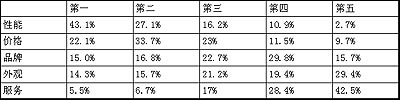 第一 第二 第三 第四 第五
性能 43.1% 27.1% 16.2% 10.9% 2.7%
价格 22.1% 33.7% 23% 11.5% 9.7%
品牌 15.0% 16.8% 22.7% 29.8% 15.7%
外观 14.3% 15.7% 21.2% 19.4% 29.4%
服务 5.5% 6.7% 17% 28.4% 42.5%